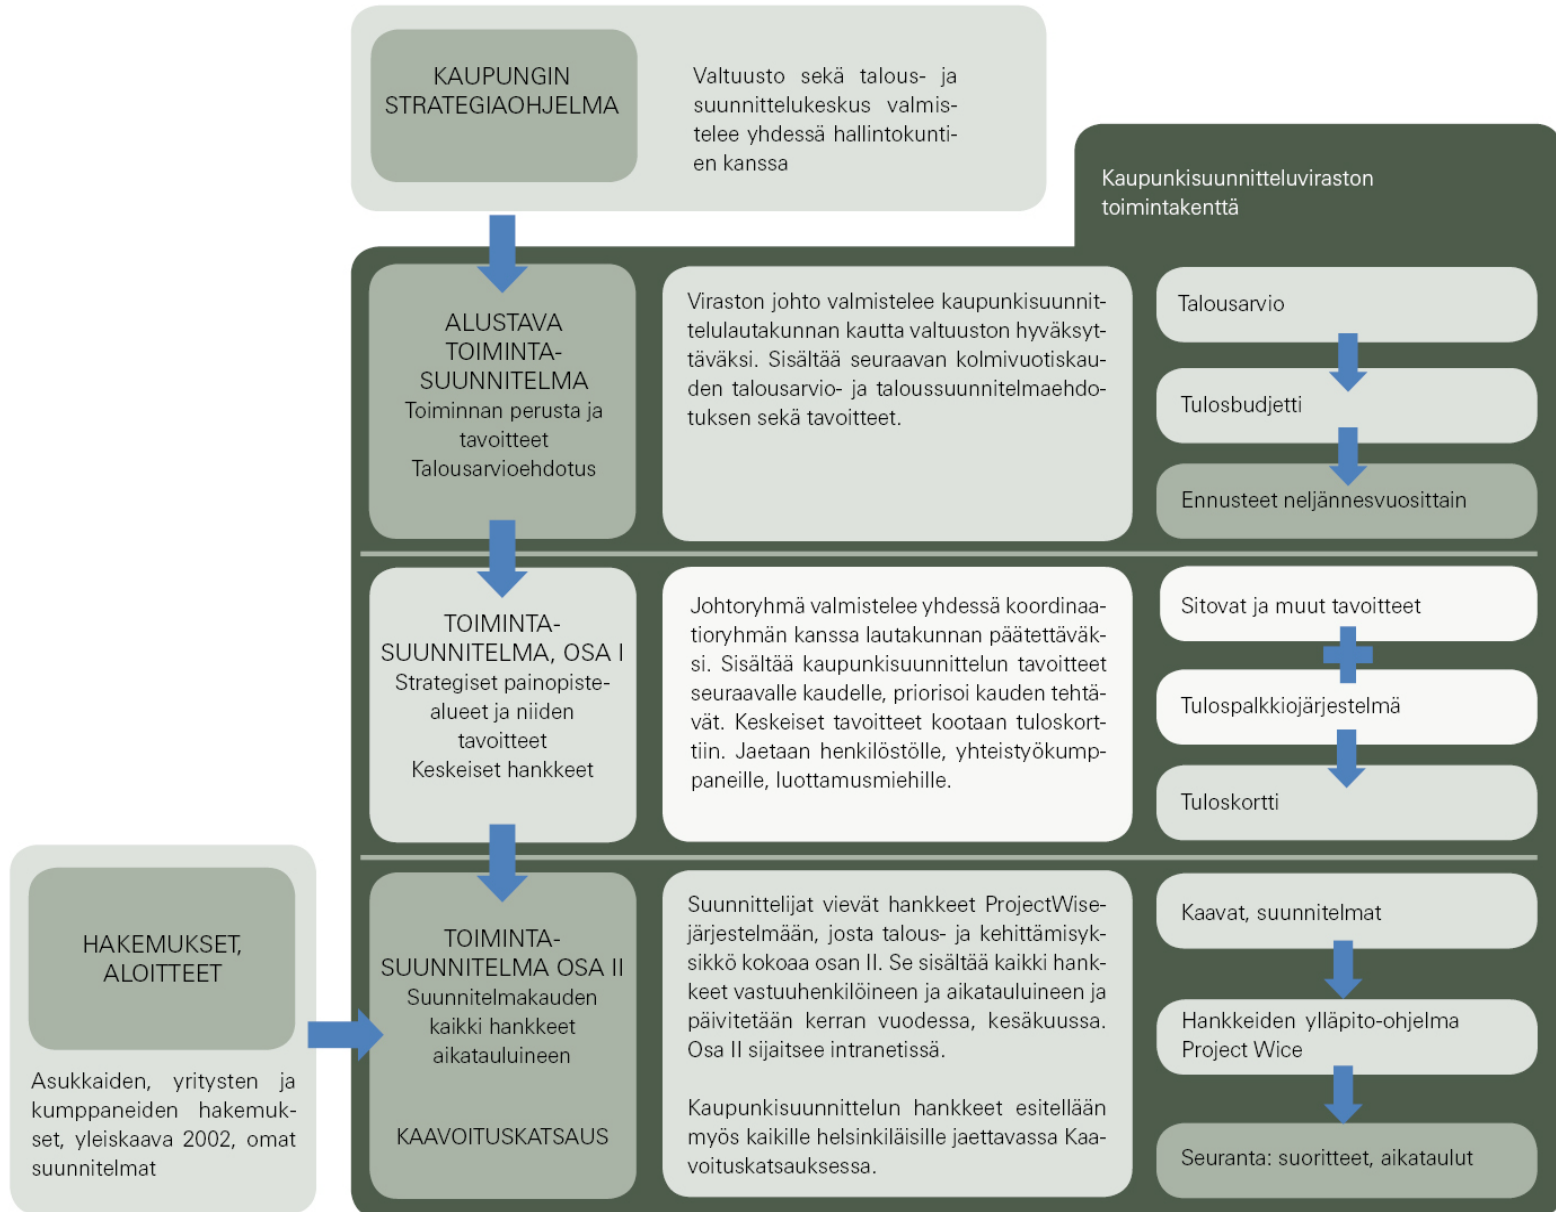 KAUPUNGIN
STRATEGIAOHJELMA
Valtuusto sekä talous- ja
suunnittelukeskus valmis-
telee yhdessä hallintokunti-
en kanssa
Kaupunkisuunnitteluviraston
toimintakenttä
ALUSTAVA
TOIMINTA-
SUUNNITELMA
Toiminnan perusta ja
tavoitteet
Talousarvioehdotus
Viraston johto valmistelee kaupunkisuunnit-
telulautakunnan kautta valtuuston hyväksyt-
täväksi. Sisältää seuraavan kolmivuotiskau-
den talousarvio- ja taloussuunnitelmaehdo-
tuksen sekä tavoitteet.
Talousarvio
Tulosbudjetti
Ennusteet neljännesvuosittain
TOIMINTA-
SUUNNITELMA, OSA I
Strategiset painopiste-
alueet ja niiden
tavoitteet
Keskeiset hankkeet
Johtoryhmä valmistelee yhdessä koordinaa-
tioryhmän kanssa lautakunnan päätettäväk-
si. Sisältää kaupunkisuunnittelun tavoitteet
seuraavalle kaudelle, priorisoi kauden tehtä-
vät. Keskeiset tavoitteet kootaan tuloskort-
tiin. Jaetaan henkilöstölle, yhteistyökump-
paneille, luottamusmiehille.
Sitovat ja muut tavoitteet
Tulospalkkiojärjestelmä
Tuloskortti
HAKEMUKSET,
ALOITTEET
Asukkaiden, yritysten ja
kumppaneiden hakemuk-
set, yleiskaava 2002, omat
suunnitelmat
TOIMINTA-
SUUNNITELMA OSA II
Suunnitelmakauden
kaikki hankkeet
aikatauluineen
KAAVOITUSKATSAUS
Suunnittelijat vievät hankkeet ProjectWise-
järjestelmään, josta talous- ja kehittämisyk-
sikkö kokoaa osan II. Se sisältää kaikki hank-
keet vastuuhenkilöineen ja aikatauluineen ja
päivitetään kerran vuodessa, kesäkuussa.
Osa II sijaitsee intranetissä.
Kaupunkisuunnittelun hankkeet esitellään
myös kaikille helsinkiläisille jaettavassa Kaa-
voituskatsauksessa.
Kaavat, suunnitelmat
Hankkeiden ylläpito-ohjelma
Project Wice
Seuranta: suoritteet, aikataulut